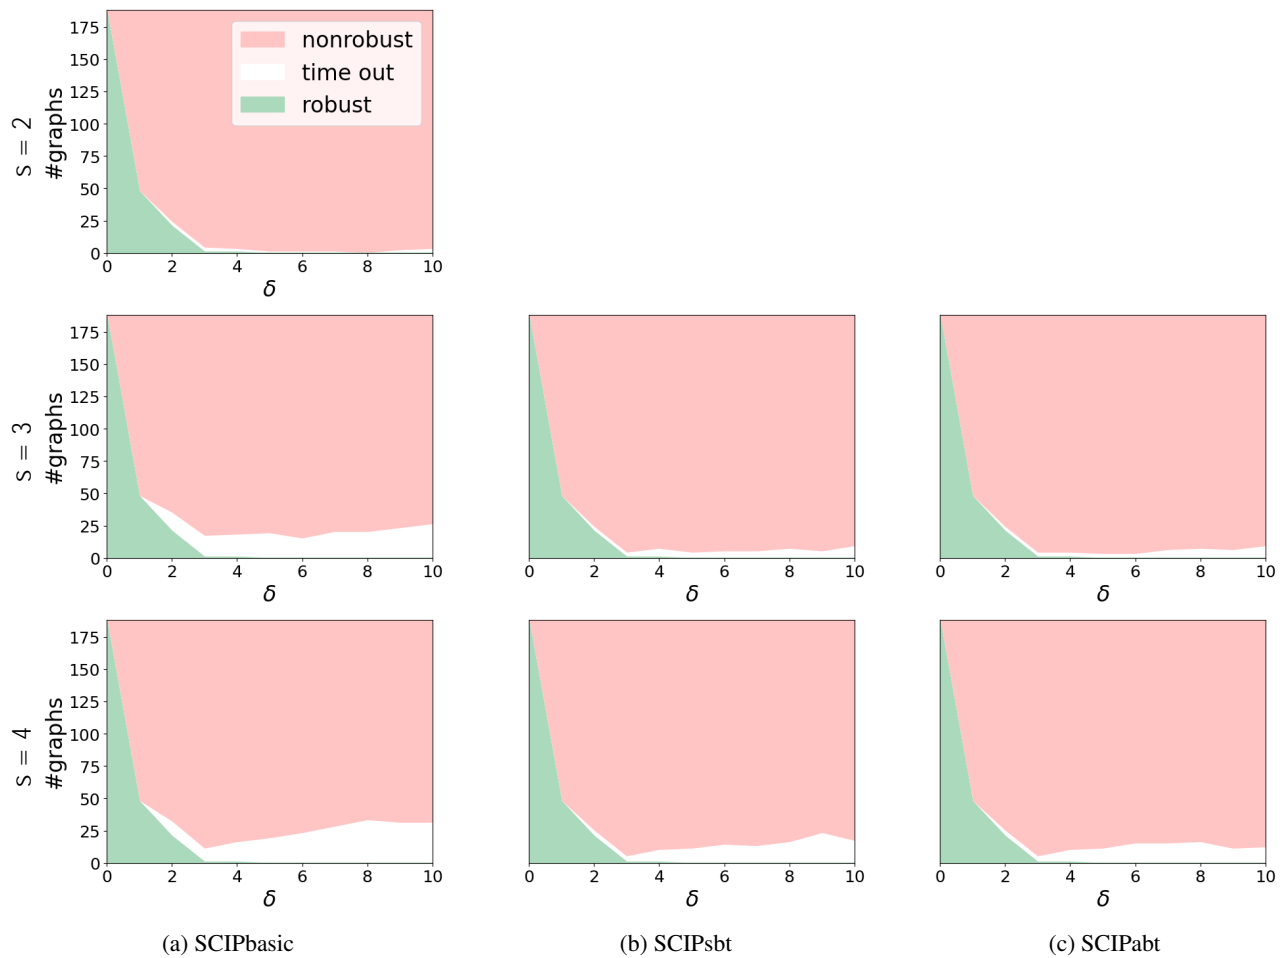 s = 2
#graphs
175
150
125
100
75
50
25
0
nonrobust
time out
robust
0 2 4 6 8 10
δ
s = 3
#graphs
175
150
125
100
75
50
25
0
0 2 4 6 8 10
δ
0 2 4 6 8 10
δ
0 2 4 6 8 10
δ
s = 4
#graphs
175
150
125
100
75
50
25
0
0 2 4 6 8 10
δ
0 2 4 6 8 10
δ
0 2 4 6 8 10
δ
(a) SCIPbasic
(b) SCIPsbt
(c) SCIPabt